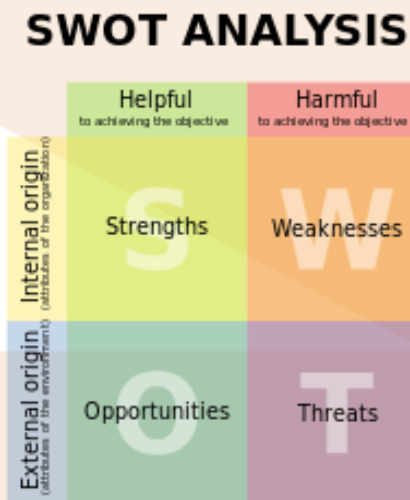 SWOT ANALYSIS
Helpful
to achieving the objective
Harmful
to achieving the objective
Internal origin
(attributes of the organization)
S
Strengths
W
Weaknesses
External origin
(attributes of the environment)
O
Opportunities
T
Threats